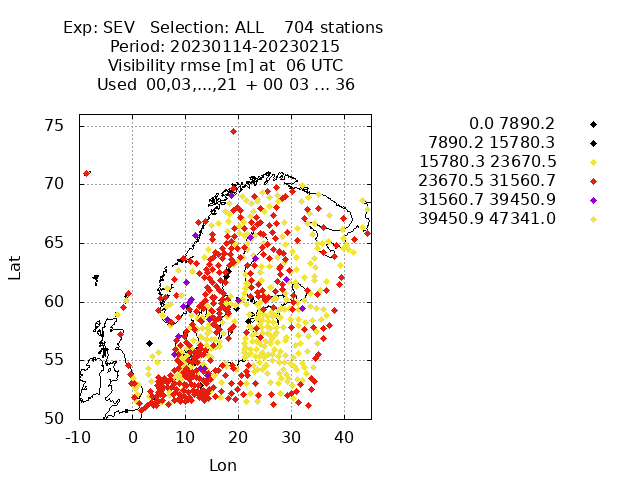 Exp: SEV Selection: ALL 704 stations
Period: 20230114-20230215
Visibility rmse [m] at 06 UTC
Used 00,03,...,21 + 00 03 ... 36
0.0 7890.2
7890.2 15780.3
15780.3 23670.5
23670.5 31560.7
31560.7 39450.9
39450.9 47341.0
75
70
65
60
55
50
Lat
-10 0 10 20 30 40
Lon